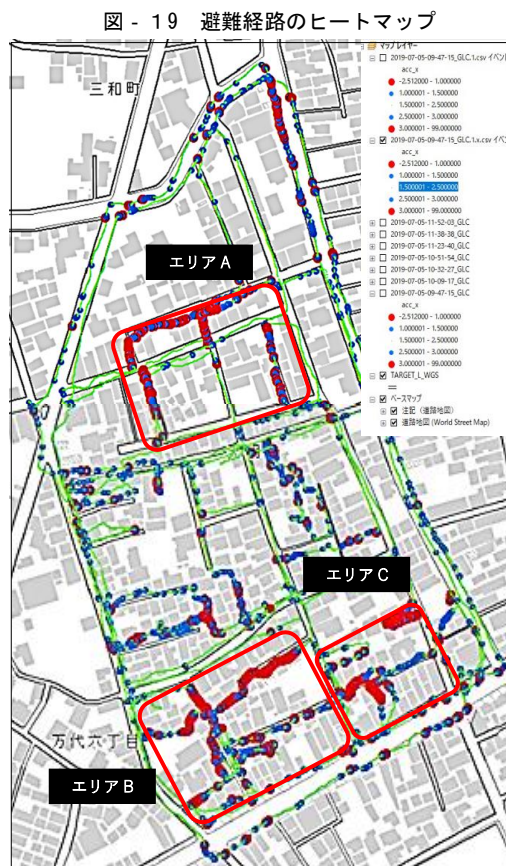 図 - 19 避難経路のヒートマップ
三和町
エリアA
エリアC
万代六丁目
エリアB
マップレイヤー
2019-07-05-09-47-15_GLC.1.csv イベント
acc_x
-2.512000 - 1.000000
1.000001 - 1.500000
1.500001 - 2.500000
2.500001 - 3.000000
3.000001 - 99.000000
2019-07-05-09-47-15_GLC.1.x.csv イベ
acc_x
-2.512000 - 1.000000
1.000001 - 1.500000
1.500001 - 2.500000
2.500001 - 3.000000
3.000001 - 99.000000
2019-07-05-11-52-03_GLC
2019-07-05-11-38-38_GLC
2019-07-05-11-23-40_GLC
2019-07-05-10-51-54_GLC
2019-07-05-10-32-27_GLC
2019-07-05-10-09-17_GLC
2019-07-05-09-47-15_GLC
acc_x
-2.512000 - 1.000000
1.000001 - 1.500000
1.500001 - 2.500000
2.500001 - 3.000000
3.000001 - 99.000000
TARGET_L_WGS
ベースマップ
注記（道路地図）
道路地図 (World Street Map)